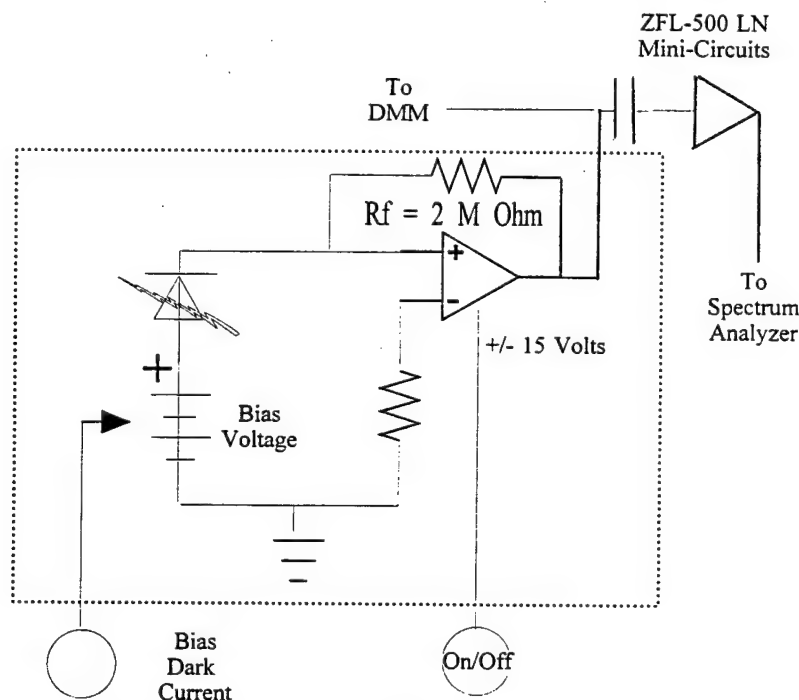 ZFL-500 LN
Mini-Circuits
To
DMM
Rf = 2 M Ohm
+
-
+/- 15 Volts
To
Spectrum
Analyzer
+
Bias
Voltage
Bias
Dark
Current
On/Off